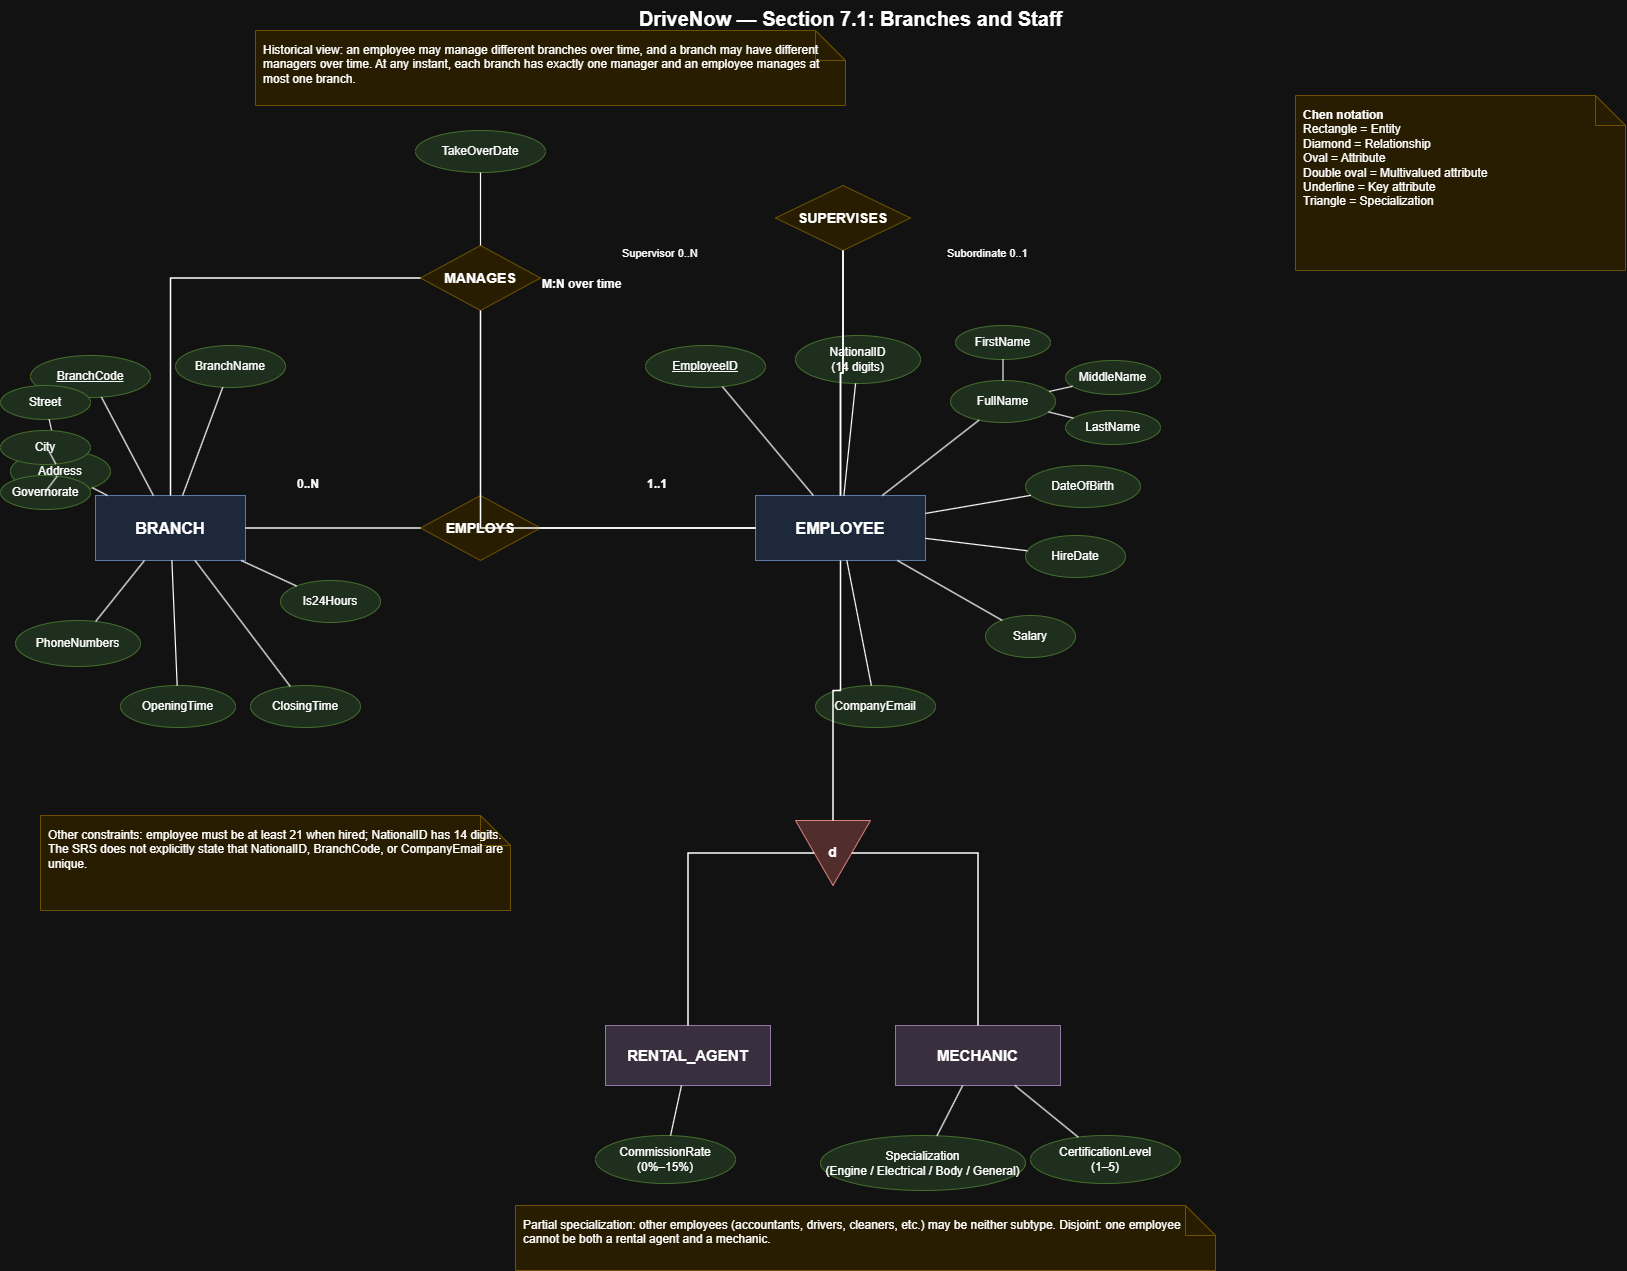 DriveNow — Section 7.1: Branches and Staff
Historical view: an employee may manage different branches over time, and a branch may have different
managers over time. At any instant, each branch has exactly one manager and an employee manages at
most one branch.
Chen notation
Rectangle = Entity
Diamond = Relationship
Oval = Attribute
Double oval = Multivalued attribute
Underline = Key attribute
Triangle = Specialization
TakeOverDate
SUPERVISES
MANAGES
M:N over time
Supervisor 0..N
Subordinate 0..1
BranchCode
BranchName
Street
City
Address
Governorate
EmployeeID
NationalID
(14 digits)
FirstName
MiddleName
FullName
LastName
DateOfBirth
0..N
1..1
BRANCH
EMPLOYS
EMPLOYEE
HireDate
Is24Hours
PhoneNumbers
Salary
OpeningTime
ClosingTime
CompanyEmail
Other constraints: employee must be at least 21 when hired; NationalID has 14 digits.
The SRS does not explicitly state that NationalID, BranchCode, or CompanyEmail are
unique.
d
RENTAL_AGENT
MECHANIC
CommissionRate
(0%–15%)
Specialization
(Engine / Electrical / Body / General)
CertificationLevel
(1–5)
Partial specialization: other employees (accountants, drivers, cleaners, etc.) may be neither subtype. Disjoint: one employee
cannot be both a rental agent and a mechanic.